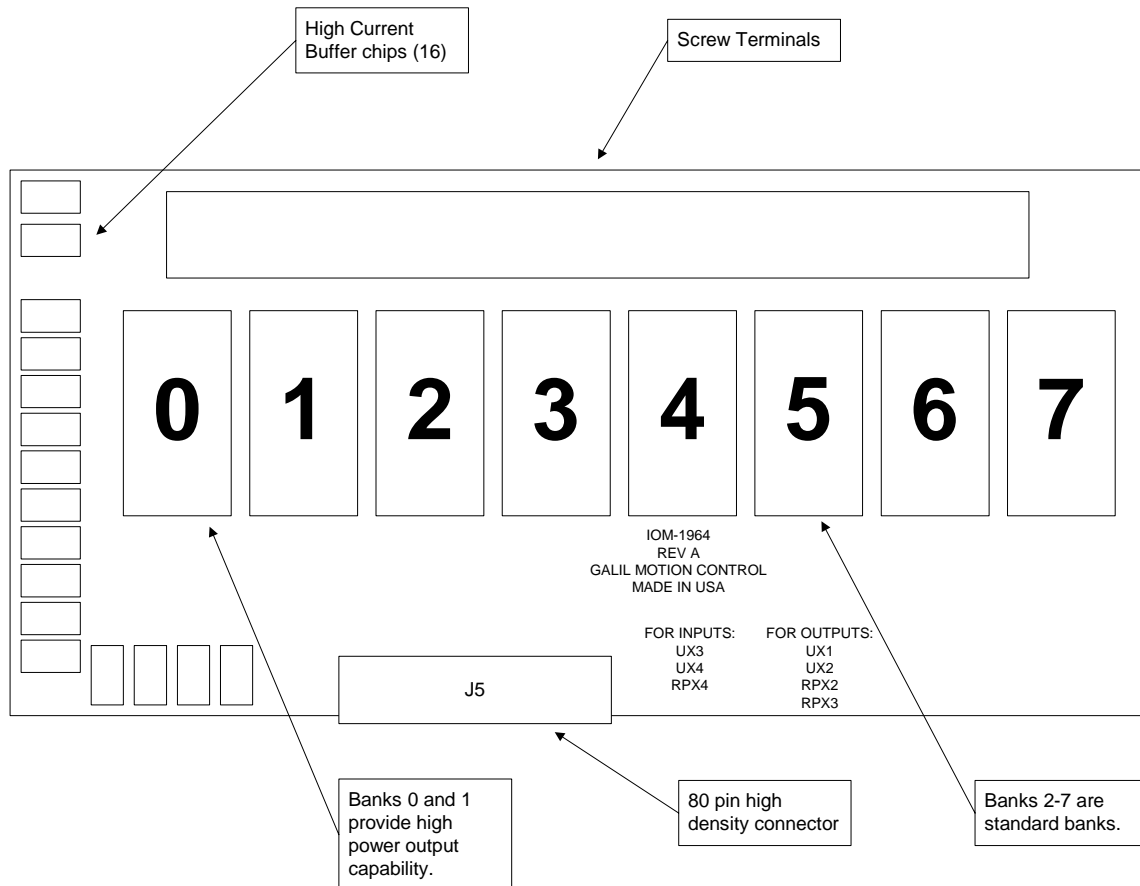 High Current
Buffer chips (16)
Screw Terminals
0 1 2 3 4 5 6 7
IOM-1964
REV A
GALIL MOTION CONTROL
MADE IN USA
FOR INPUTS:
UX3
UX4
RPX4
FOR OUTPUTS:
UX1
UX2
RPX2
RPX3
J5
Banks 0 and 1
provide high
power output
capability.
80 pin high
density connector
Banks 2-7 are
standard banks.